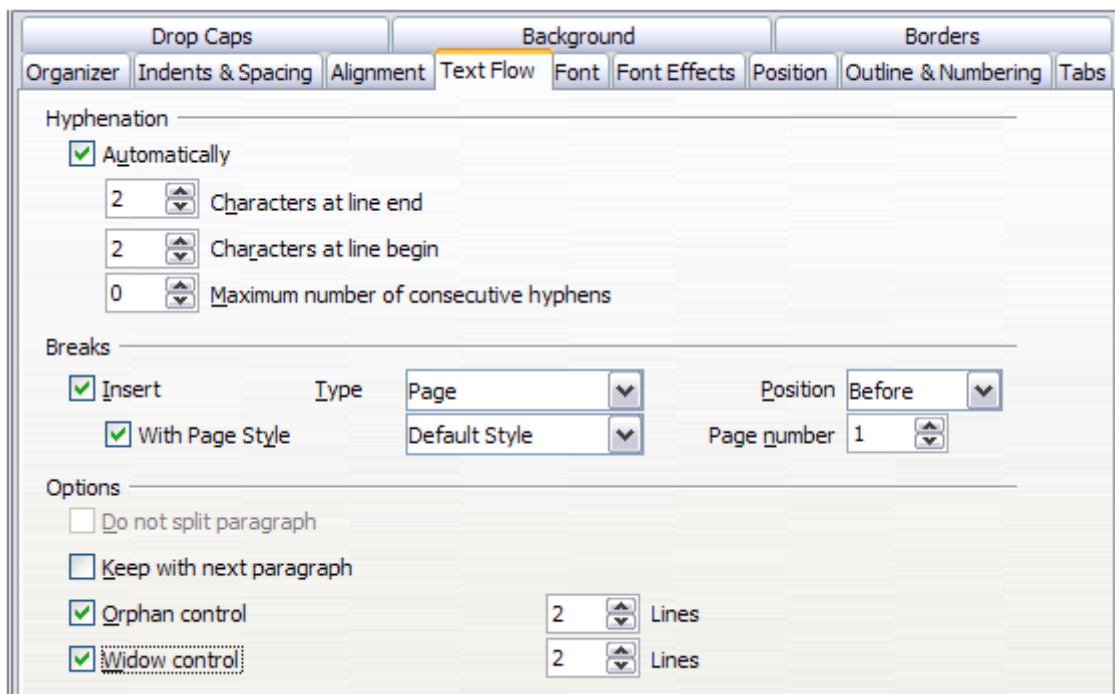 Drop Caps Background Borders
Organizer Indents & Spacing Alignment Text Flow Font Font Effects Position Outline & Numbering Tabs
Hyphenation
Automatically
2 Characters at line end
2 Characters at line begin
0 Maximum number of consecutive hyphens
Breaks
Insert Type Page Position Before
With Page Style Default Style Page number 1
Options
Do not split paragraph
Keep with next paragraph
Orphan control 2 Lines
Widow control 2 Lines